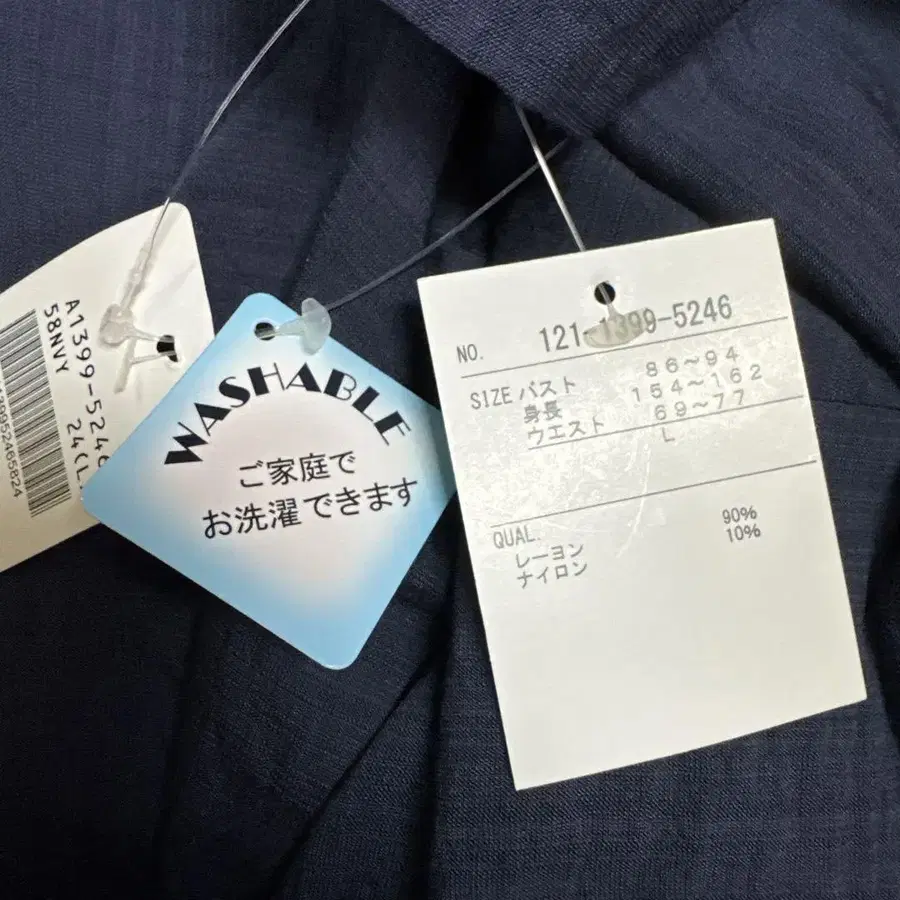 A1399-5246
58NVY
24(L
WASHABLE
ご家庭で
お洗濯できます
NO. 121-1399-5246
SIZE バスト 86～94
身長 154～162
ウエスト 69～77
L
QUAL.
レーヨン 90%
ナイロン 10%